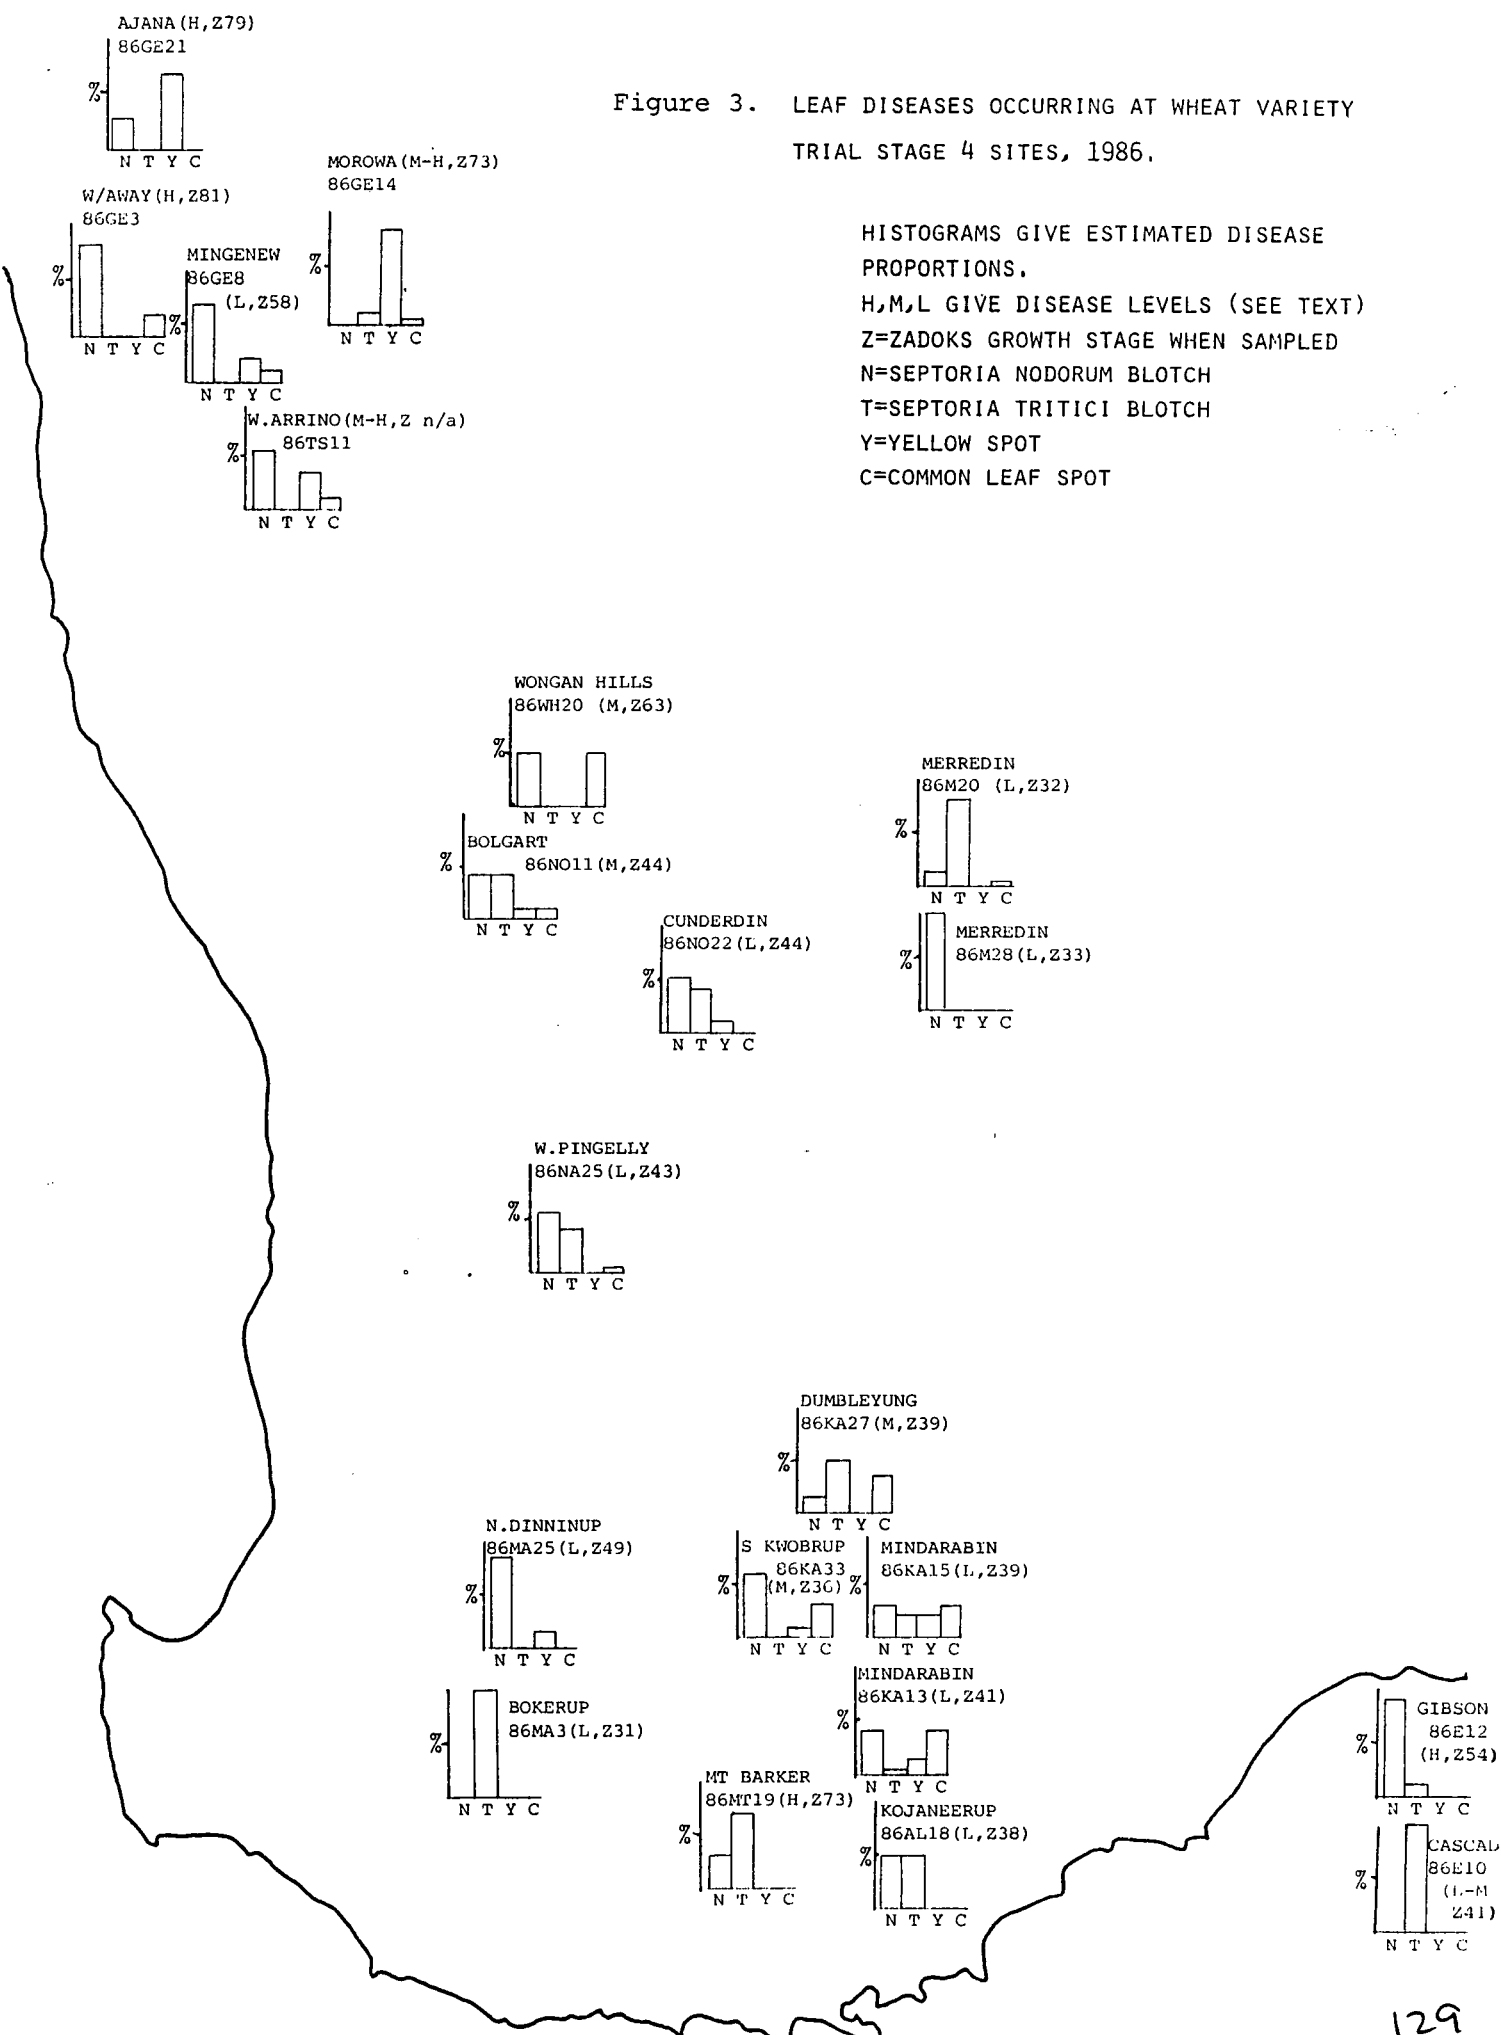 AJANA (H,Z79)
86GE21
%
N T Y C
Figure 3. LEAF DISEASES OCCURRING AT WHEAT VARIETY
TRIAL STAGE 4 SITES, 1986.
MOROWA (M-H,Z73)
86GE14
%
N T Y C
W/AWAY (H,Z81)
86GE3
%
N T Y C
MINGENEW
86GE8
(L,Z58)
%
N T Y C
HISTOGRAMS GIVE ESTIMATED DISEASE
PROPORTIONS.
H,M,L GIVE DISEASE LEVELS (SEE TEXT)
Z=ZADOKS GROWTH STAGE WHEN SAMPLED
N=SEPTORIA NODORUM BLOTCH
T=SEPTORIA TRITICI BLOTCH
Y=YELLOW SPOT
C=COMMON LEAF SPOT
W.ARRINO (M-H,Z n/a)
86TS11
%
N T Y C
WONGAN HILLS
86WH20 (M,Z63)
%
N T Y C
MERREDIN
86M20 (L,Z32)
%
N T Y C
BOLGART
86NO11 (M,Z44)
%
N T Y C
CUNDERDIN
86NO22 (L,Z44)
%
N T Y C
MERREDIN
86M28 (L,Z33)
%
N T Y C
W.PINGELLY
86NA25 (L,Z43)
%
N T Y C
DUMBLEYUNG
86KA27 (M,Z39)
%
N T Y C
N.DINNINUP
86MA25 (L,Z49)
%
N T Y C
S KWOBRUP
86KA33
(M,Z36)
%
N T Y C
MINDARABIN
86KA15 (L,Z39)
%
N T Y C
MINDARABIN
86KA13 (L,Z41)
%
N T Y C
BOKERUP
86MA3 (L,Z31)
%
N T Y C
GIBSON
86E12
(H,Z54)
%
N T Y C
MT BARKER
86MT19 (H,Z73)
%
N T Y C
KOJANEERUP
86AL18 (L,Z38)
%
N T Y C
CASCAD
86E10
(L-M
Z41)
%
N T Y C
129